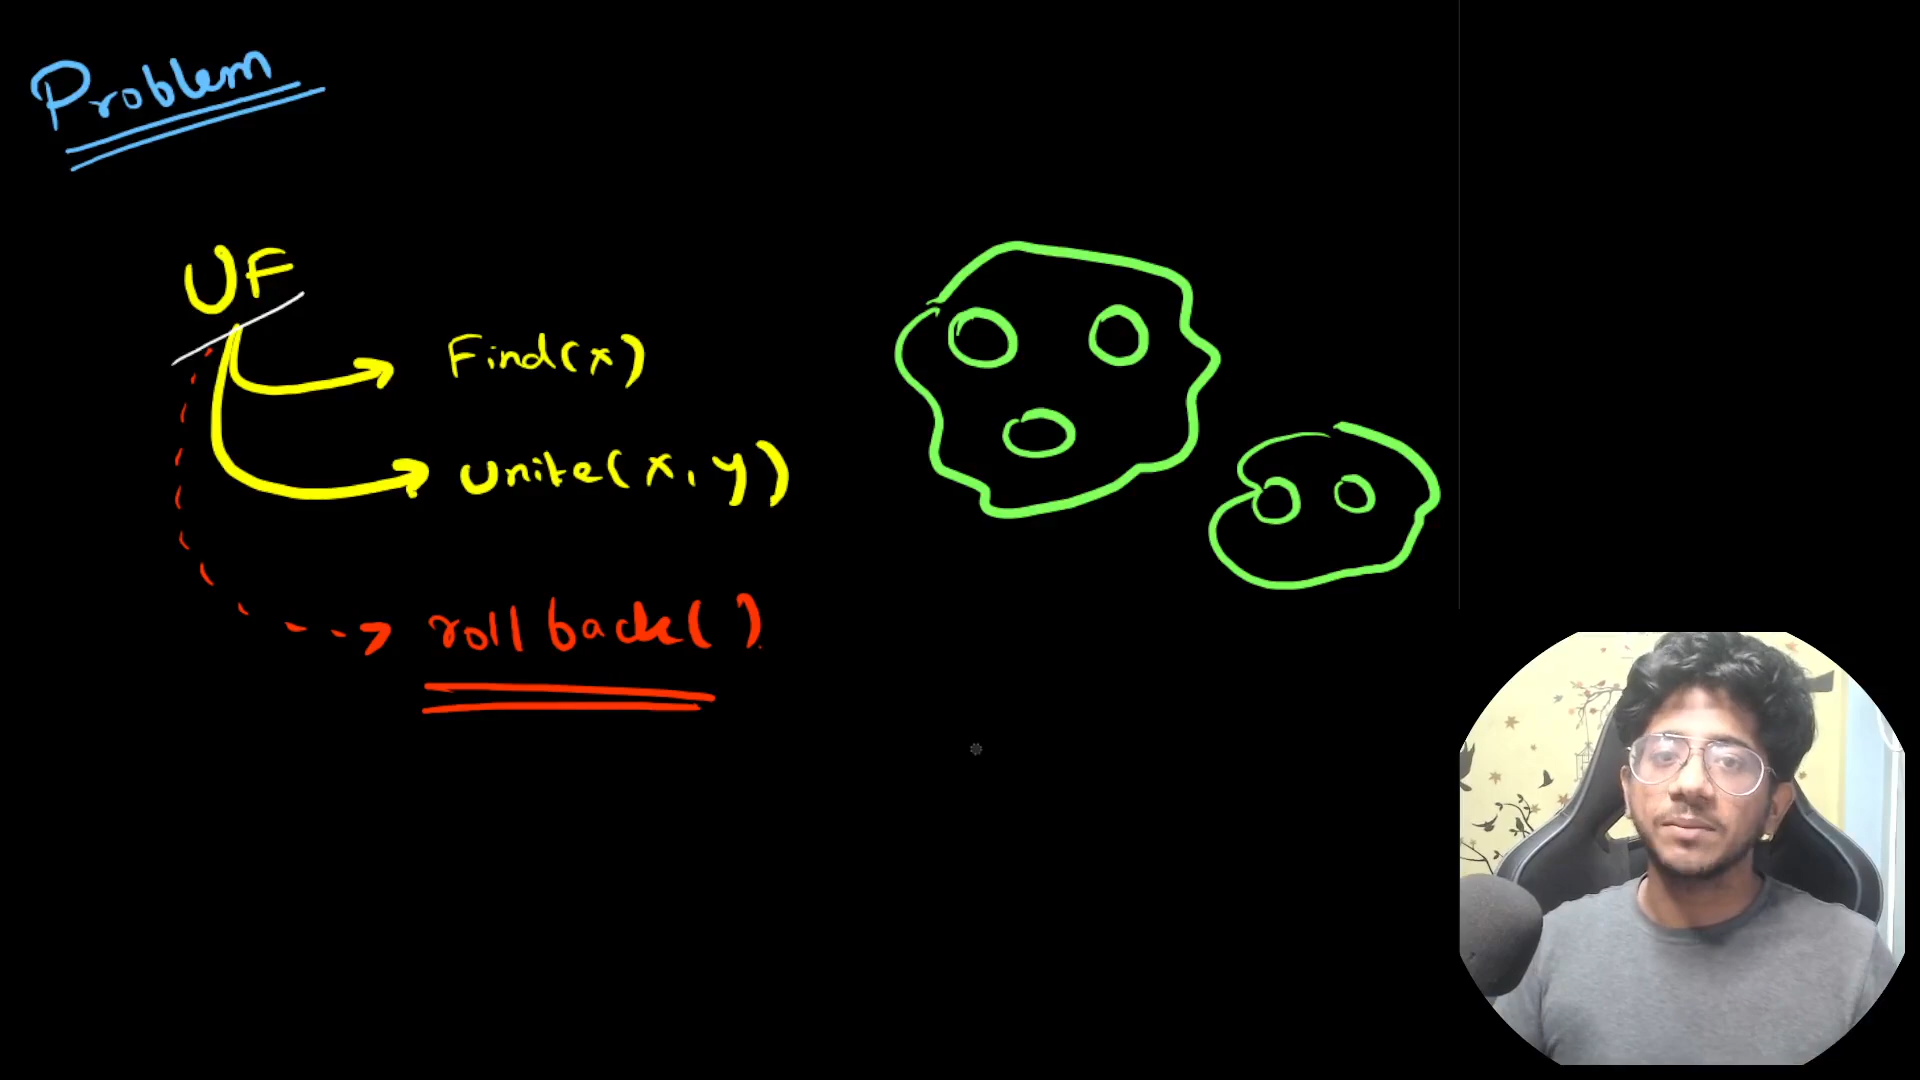 Problem
UF
Find(x)
unite(x, y)
roll back()